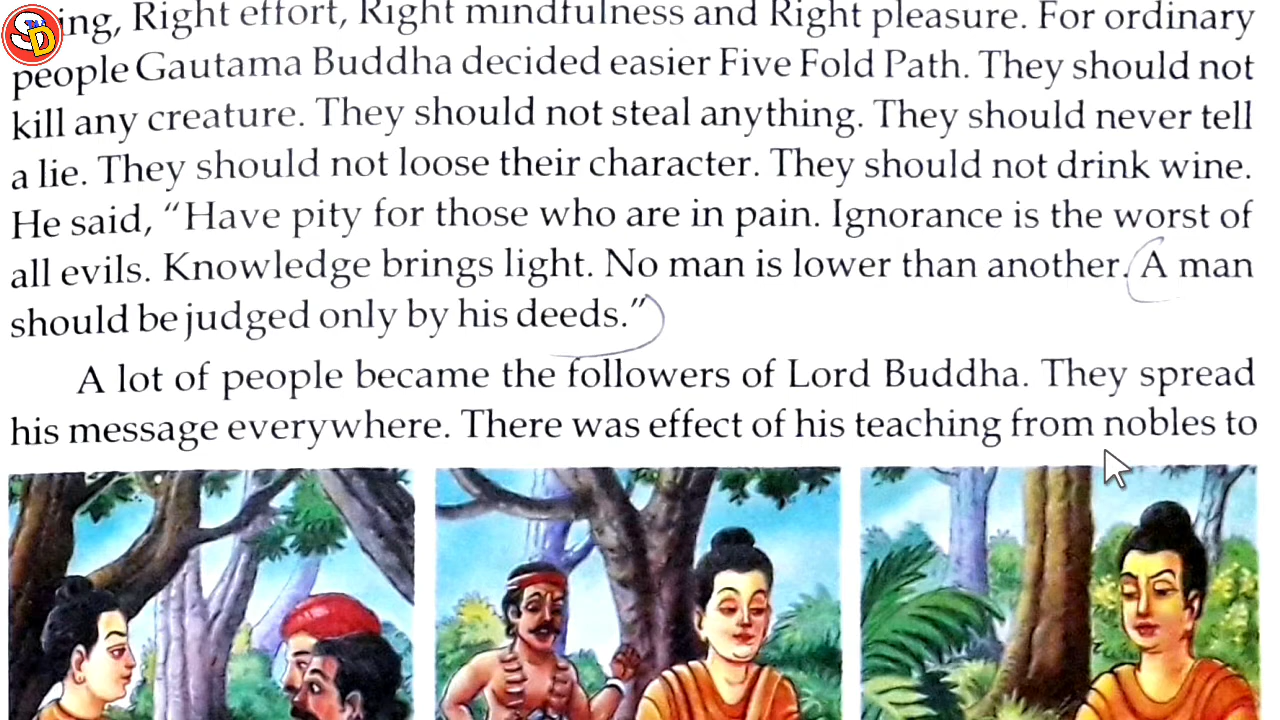 SD
ing, Right effort, Right mindfulness and Right pleasure. For ordinary
people Gautama Buddha decided easier Five Fold Path. They should not
kill any creature. They should not steal anything. They should never tell
a lie. They should not loose their character. They should not drink wine.
He said, “Have pity for those who are in pain. Ignorance is the worst of
all evils. Knowledge brings light. No man is lower than another. A man
should be judged only by his deeds.”
A lot of people became the followers of Lord Buddha. They spread
his message everywhere. There was effect of his teaching from nobles to